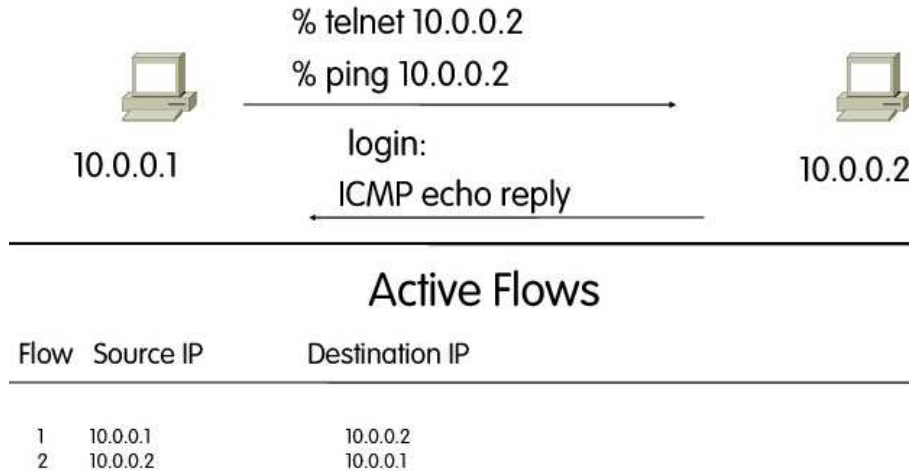 % telnet 10.0.0.2
% ping 10.0.0.2
10.0.0.1
login:
10.0.0.2
ICMP echo reply
Active Flows
Flow Source IP Destination IP
1 10.0.0.1 10.0.0.2
2 10.0.0.2 10.0.0.1